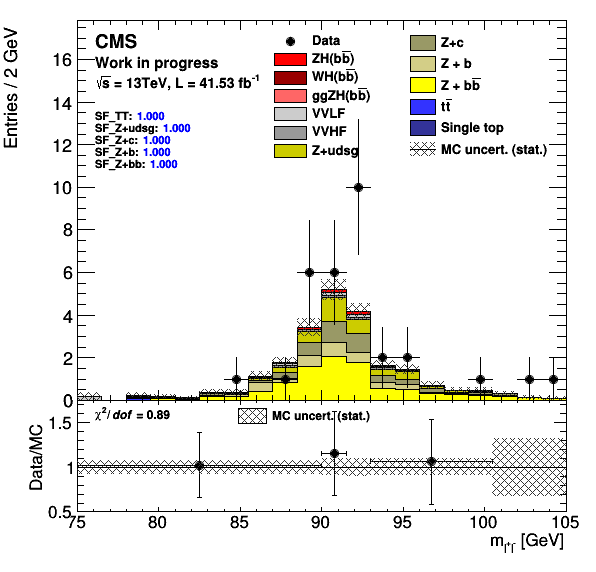 Entries / 2 GeV
16
14
12
10
8
6
4
2
0
CMS
Work in progress
√s = 13TeV, L = 41.53 fb⁻¹
SF_TT: 1.000
SF_Z+udsg: 1.000
SF_Z+c: 1.000
SF_Z+b: 1.000
SF_Z+bb: 1.000
Data
ZH(bb̅)
WH(bb̅)
ggZH(bb̅)
VVLF
VVHF
Z+udsg
Z+c
Z + b
Z + bb̅
tt̅
Single top
MC uncert. (stat.)
Data/MC
1.5
1
0.5
χ²/dof = 0.89
MC uncert. (stat.)
75 80 85 90 95 100 105
m_l⁺l⁻ [GeV]